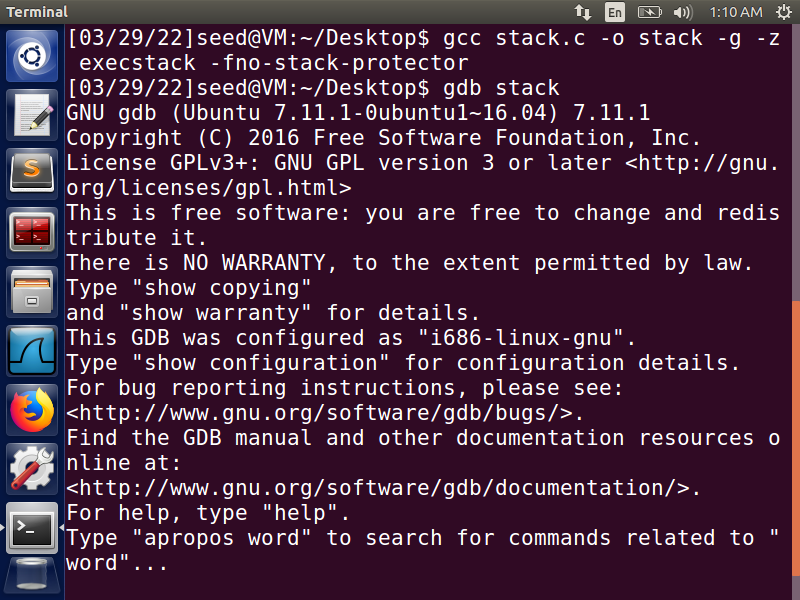 Terminal
En
1:10 AM
[03/29/22]seed@VM:~/Desktop$ gcc stack.c -o stack -g -z
execstack -fno-stack-protector
[03/29/22]seed@VM:~/Desktop$ gdb stack
GNU gdb (Ubuntu 7.11.1-0ubuntu1~16.04) 7.11.1
Copyright (C) 2016 Free Software Foundation, Inc.
License GPLv3+: GNU GPL version 3 or later <http://gnu.
org/licenses/gpl.html>
This is free software: you are free to change and redis
tribute it.
There is NO WARRANTY, to the extent permitted by law.
Type "show copying"
and "show warranty" for details.
This GDB was configured as "i686-linux-gnu".
Type "show configuration" for configuration details.
For bug reporting instructions, please see:
<http://www.gnu.org/software/gdb/bugs/>.
Find the GDB manual and other documentation resources o
nline at:
<http://www.gnu.org/software/gdb/documentation/>.
For help, type "help".
Type "apropos word" to search for commands related to "
word"...